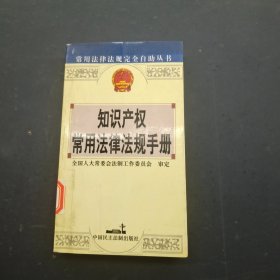 常用法律法规完全自助丛书
知识产权
常用法律法规手册
全国人大常委会法制工作委员会 审定
中国民主法制出版社